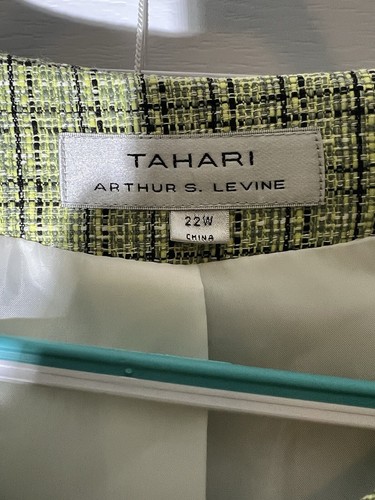 TAHARI
ARTHUR S. LEVINE
22W
CHINA